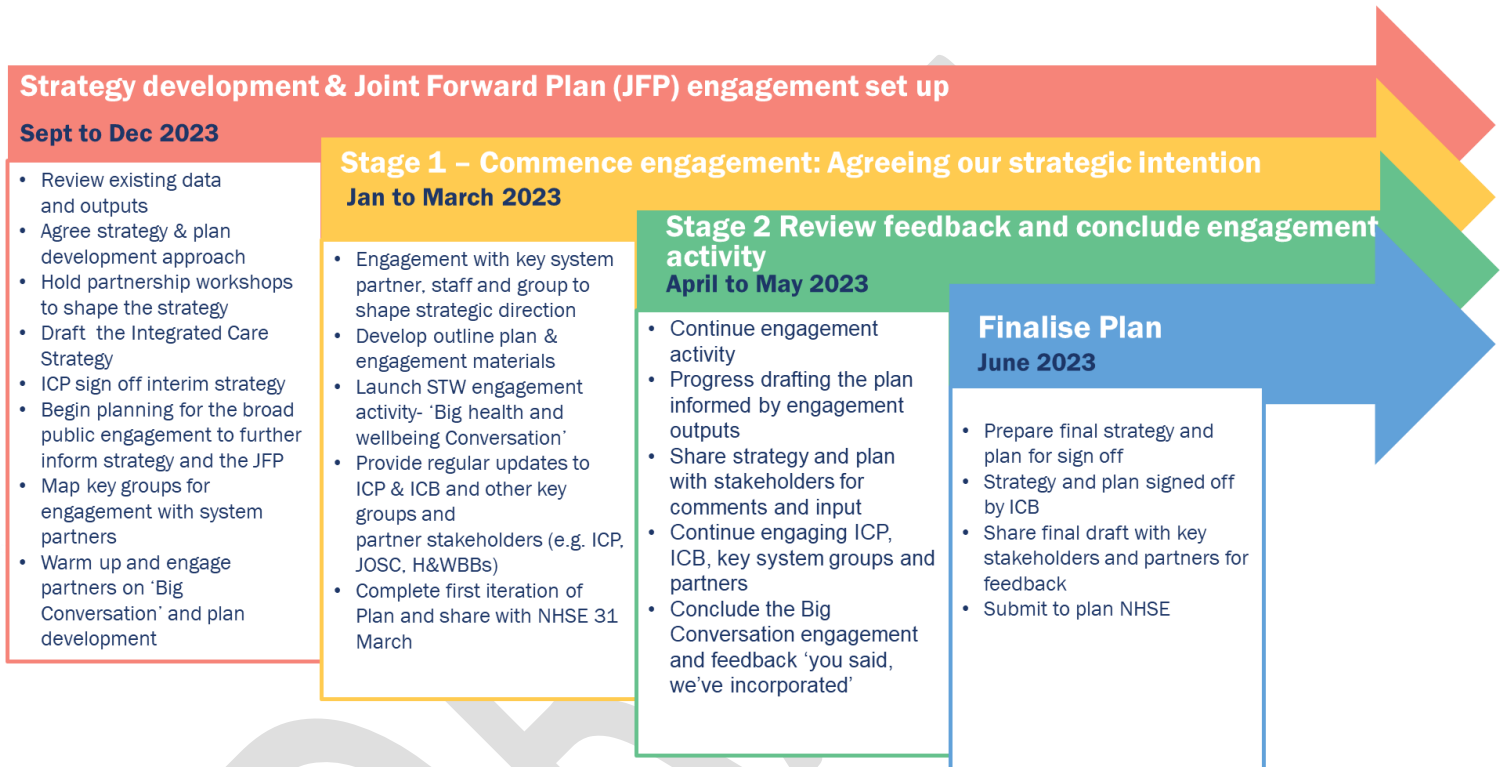 Strategy development & Joint Forward Plan (JFP) engagement set up
Sept to Dec 2023
• Review existing data
and outputs
• Agree strategy & plan
development approach
• Hold partnership workshops
to shape the strategy
• Draft the Integrated Care
Strategy
• ICP sign off interim strategy
• Begin planning for the broad
public engagement to further
inform strategy and the JFP
• Map key groups for
engagement with system
partners
• Warm up and engage
partners on ‘Big
Conversation’ and plan
development
Stage 1 – Commence engagement: Agreeing our strategic intention
Jan to March 2023
• Engagement with key system
partner, staff and group to
shape strategic direction
• Develop outline plan &
engagement materials
• Launch STW engagement
activity- ‘Big health and
wellbeing Conversation’
• Provide regular updates to
ICP & ICB and other key
groups and
partner stakeholders (e.g. ICP,
JOSC, H&WBBs)
• Complete first iteration of
Plan and share with NHSE 31
March
Stage 2 Review feedback and conclude engagement
activity
April to May 2023
• Continue engagement
activity
• Progress drafting the plan
informed by engagement
outputs
• Share strategy and plan
with stakeholders for
comments and input
• Continue engaging ICP,
ICB, key system groups and
partners
• Conclude the Big
Conversation engagement
and feedback ‘you said,
we’ve incorporated’
Finalise Plan
June 2023
• Prepare final strategy and
plan for sign off
• Strategy and plan signed off
by ICB
• Share final draft with key
stakeholders and partners for
feedback
• Submit to plan NHSE